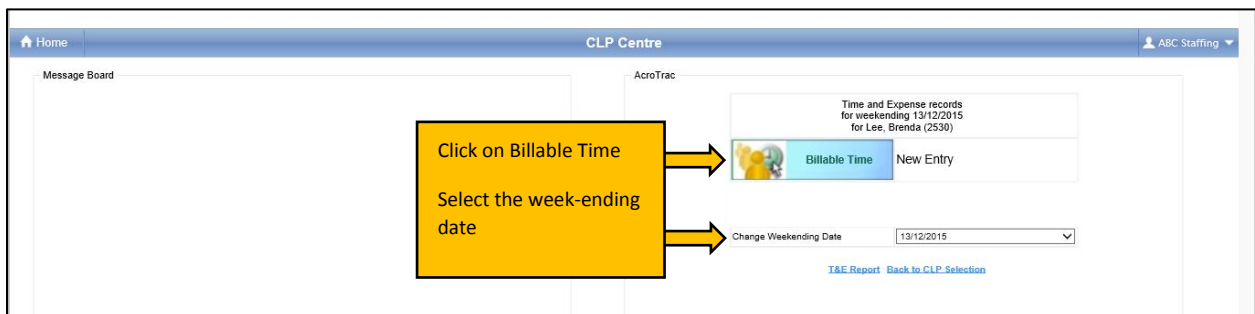 Home
CLP Centre
ABC Staffing
Message Board
AcroTrac
Time and Expense records
for weekending 13/12/2015
for Lee, Brenda (2530)
Click on Billable Time
Billable Time
New Entry
Select the week-ending
date
Change Weekending Date
13/12/2015
T&E Report
Back to CLP Selection